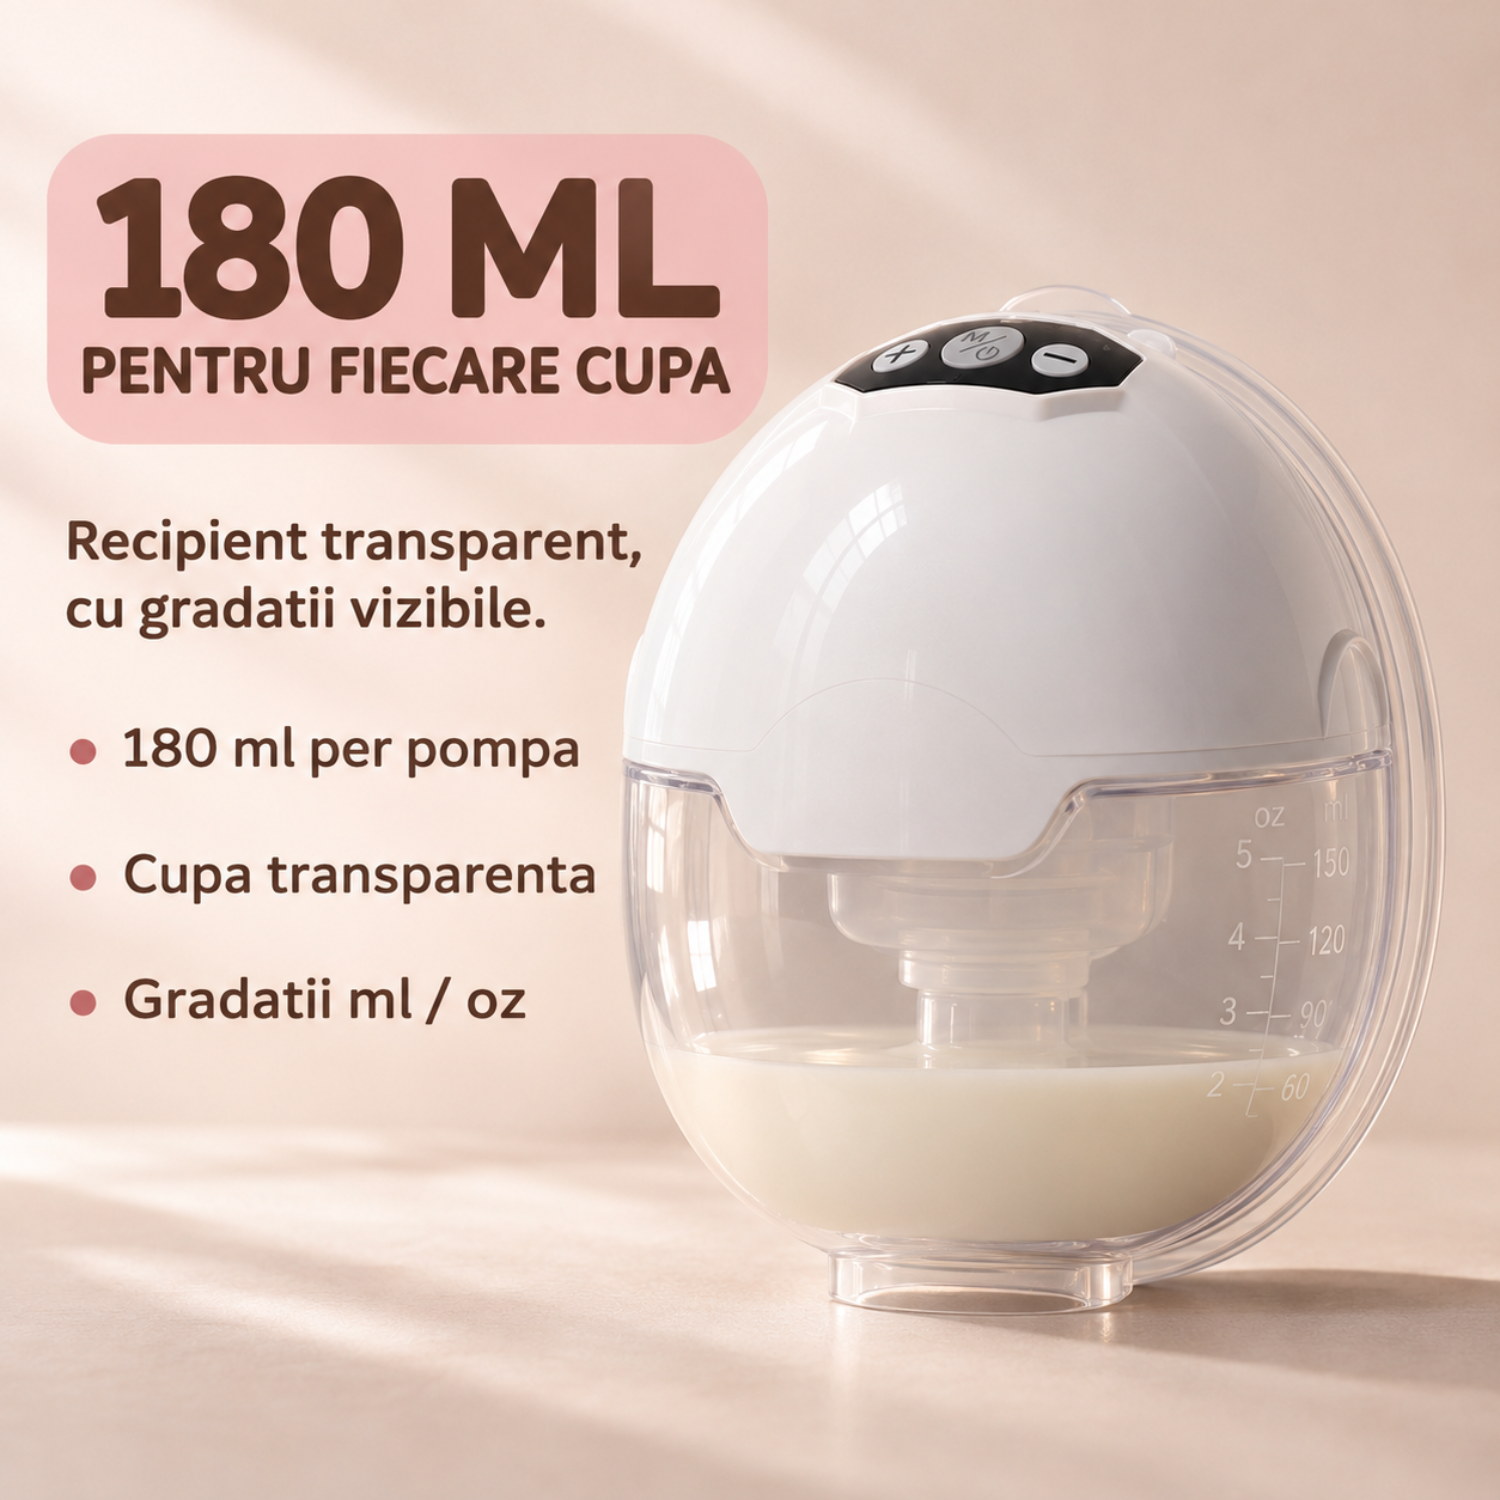 180 ML
PENTRU FIECARE CUPA
Recipient transparent,
cu gradatii vizibile.
180 ml per pompa
Cupa transparenta
Gradatii ml / oz
+ M/G −
oz ml
5 150
4 120
3 90
2 60